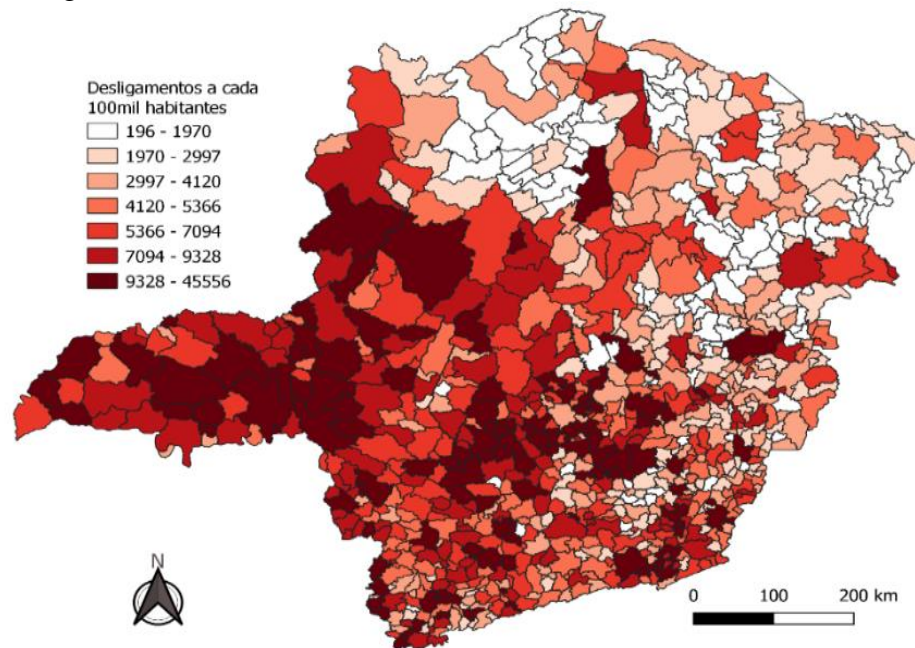 Desligamentos a cada
100mil habitantes
196 - 1970
1970 - 2997
2997 - 4120
4120 - 5366
5366 - 7094
7094 - 9328
9328 - 45556
N
0 100 200 km